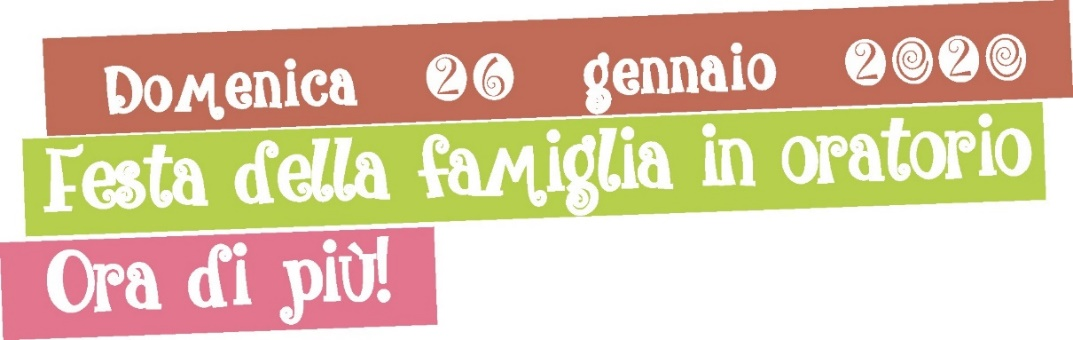 Domenica 26 gennaio 2020
Festa della famiglia in oratorio
Ora di più!